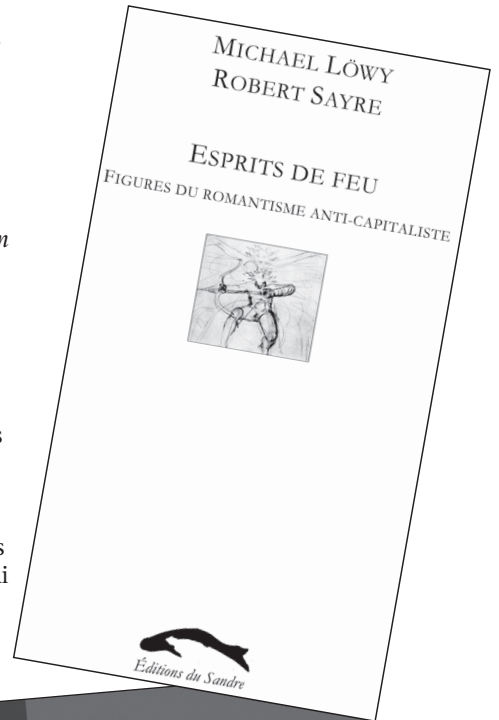 MICHAEL LÖWY
ROBERT SAYRE
ESPRITS DE FEU
FIGURES DU ROMANTISME ANTI-CAPITALISTE
Éditions du Sandre